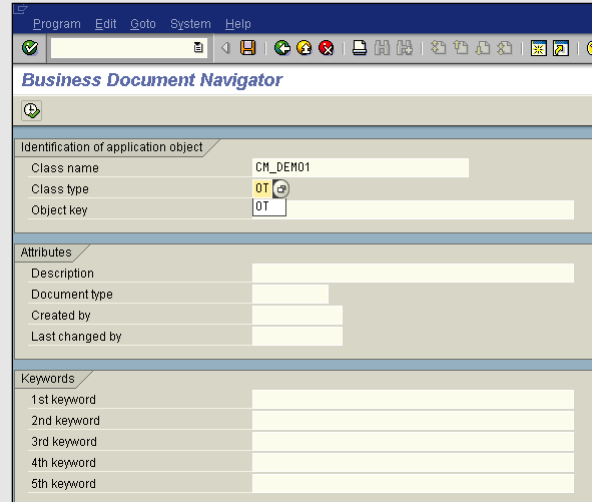 Program Edit Goto System Help
Business Document Navigator
Identification of application object
Class name CM_DEMO1
Class type OT
OT
Object key
Attributes
Description
Document type
Created by
Last changed by
Keywords
1st keyword
2nd keyword
3rd keyword
4th keyword
5th keyword